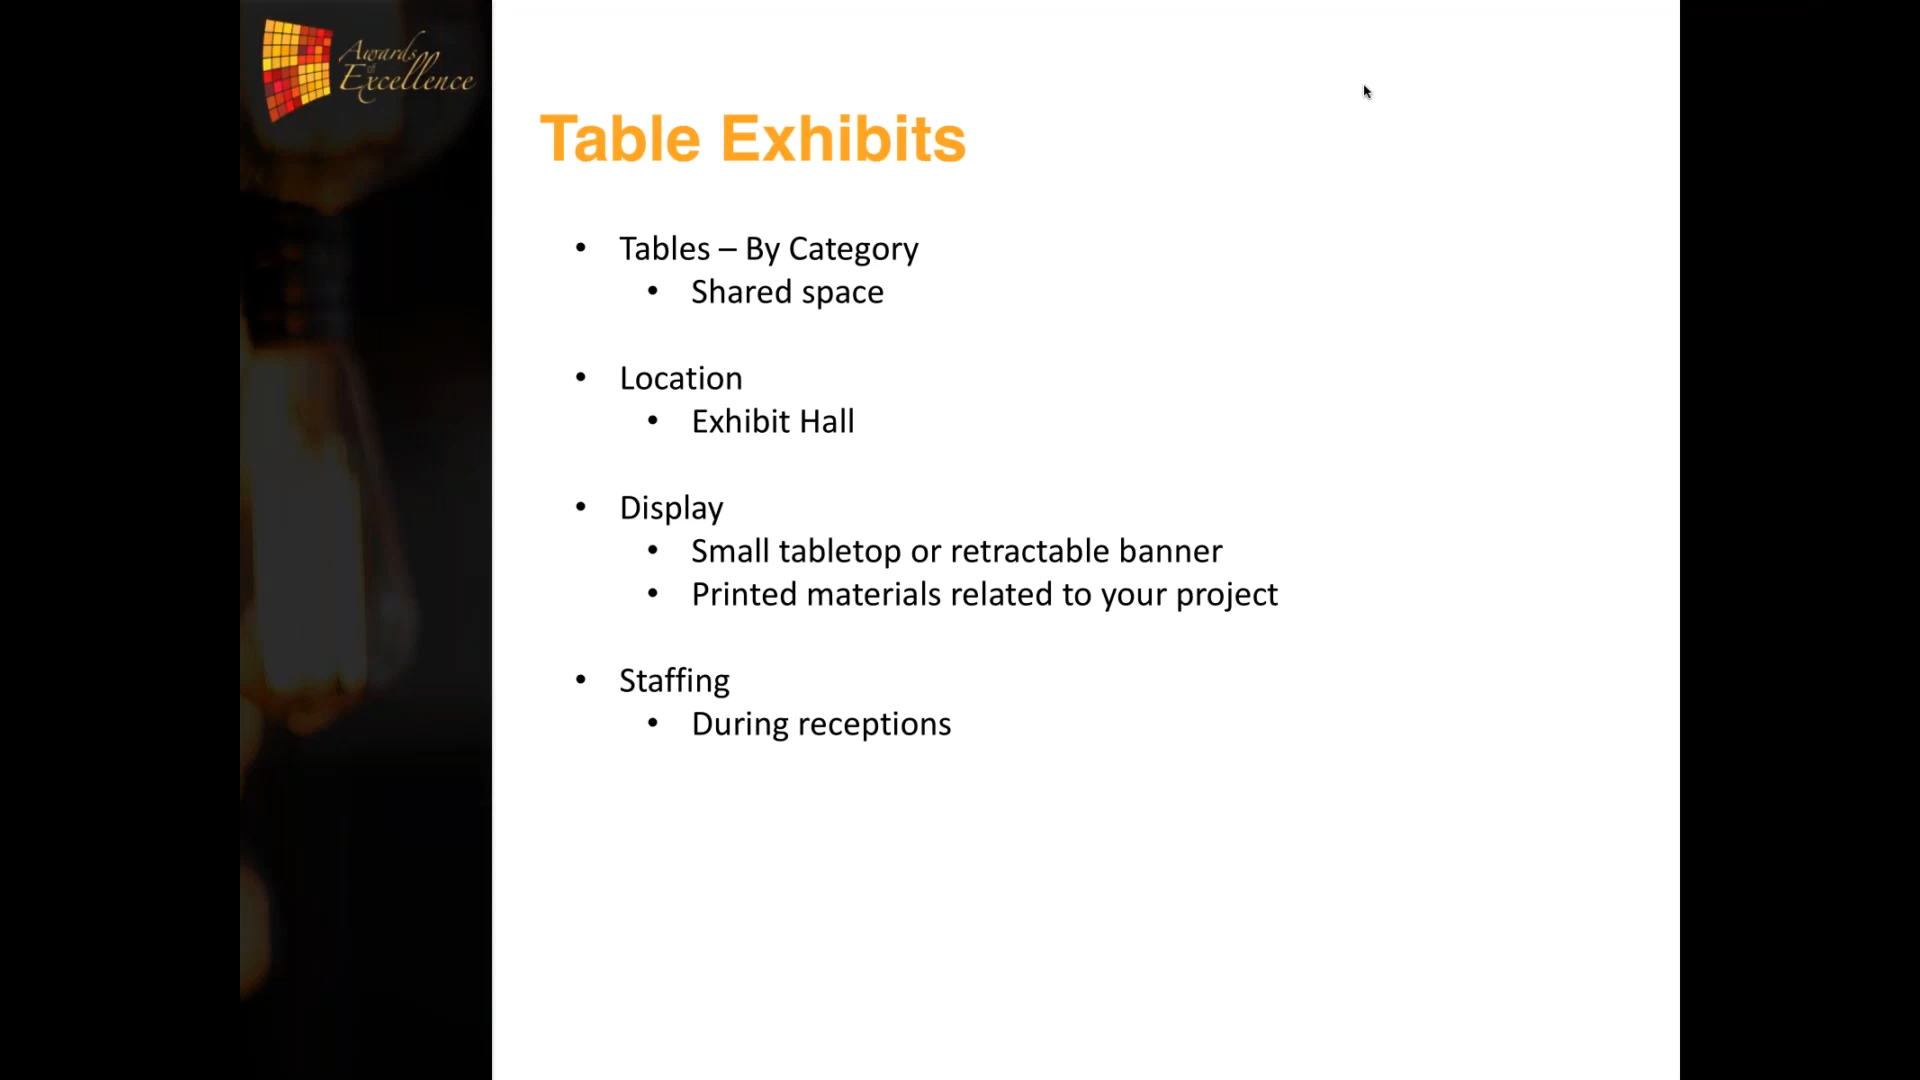 Awards
of
Excellence
Table Exhibits
• Tables – By Category
• Shared space
• Location
• Exhibit Hall
• Display
• Small tabletop or retractable banner
• Printed materials related to your project
• Staffing
• During receptions